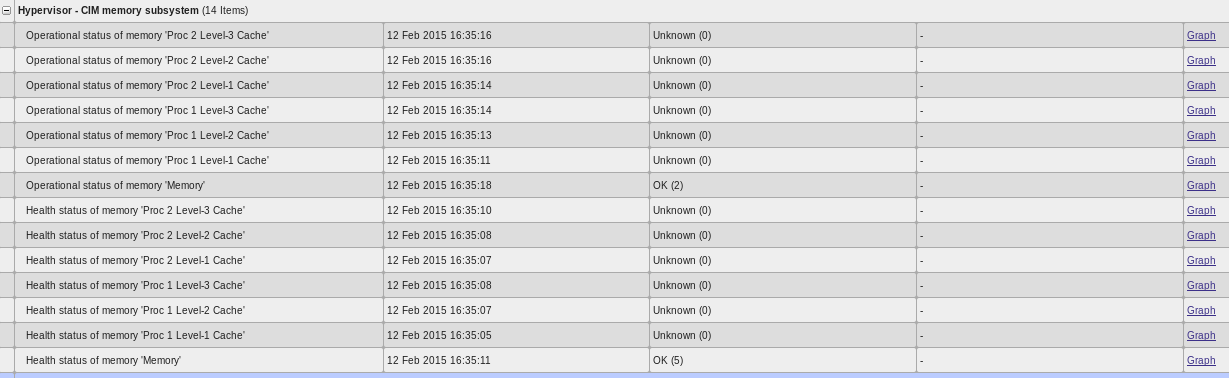 Hypervisor - CIM memory subsystem (14 Items)
Operational status of memory 'Proc 2 Level-3 Cache' 12 Feb 2015 16:35:16 Unknown (0) - Graph
Operational status of memory 'Proc 2 Level-2 Cache' 12 Feb 2015 16:35:16 Unknown (0) - Graph
Operational status of memory 'Proc 2 Level-1 Cache' 12 Feb 2015 16:35:14 Unknown (0) - Graph
Operational status of memory 'Proc 1 Level-3 Cache' 12 Feb 2015 16:35:14 Unknown (0) - Graph
Operational status of memory 'Proc 1 Level-2 Cache' 12 Feb 2015 16:35:13 Unknown (0) - Graph
Operational status of memory 'Proc 1 Level-1 Cache' 12 Feb 2015 16:35:11 Unknown (0) - Graph
Operational status of memory 'Memory' 12 Feb 2015 16:35:18 OK (2) - Graph
Health status of memory 'Proc 2 Level-3 Cache' 12 Feb 2015 16:35:10 Unknown (0) - Graph
Health status of memory 'Proc 2 Level-2 Cache' 12 Feb 2015 16:35:08 Unknown (0) - Graph
Health status of memory 'Proc 2 Level-1 Cache' 12 Feb 2015 16:35:07 Unknown (0) - Graph
Health status of memory 'Proc 1 Level-3 Cache' 12 Feb 2015 16:35:08 Unknown (0) - Graph
Health status of memory 'Proc 1 Level-2 Cache' 12 Feb 2015 16:35:07 Unknown (0) - Graph
Health status of memory 'Proc 1 Level-1 Cache' 12 Feb 2015 16:35:05 Unknown (0) - Graph
Health status of memory 'Memory' 12 Feb 2015 16:35:11 OK (5) - Graph